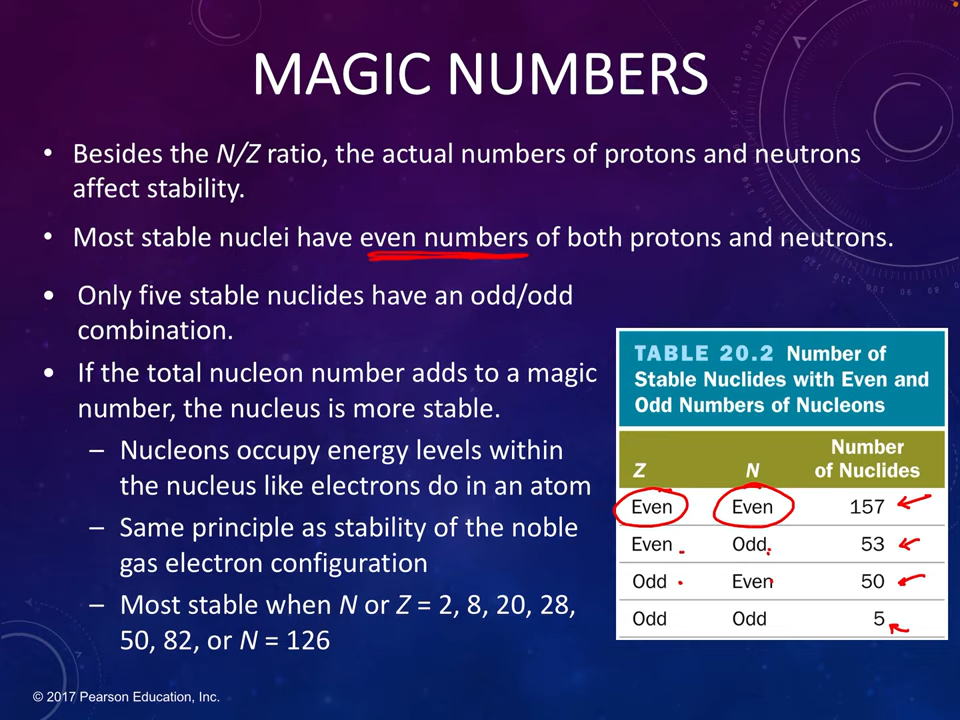 MAGIC NUMBERS
• Besides the N/Z ratio, the actual numbers of protons and neutrons
affect stability.
• Most stable nuclei have even numbers of both protons and neutrons.
• Only five stable nuclides have an odd/odd
combination.
• If the total nucleon number adds to a magic
number, the nucleus is more stable.
– Nucleons occupy energy levels within
the nucleus like electrons do in an atom
– Same principle as stability of the noble
gas electron configuration
– Most stable when N or Z = 2, 8, 20, 28,
50, 82, or N = 126
TABLE 20.2 Number of
Stable Nuclides with Even and
Odd Numbers of Nucleons
Z N Number of Nuclides
Even Even 157
Even Odd 53
Odd Even 50
Odd Odd 5
© 2017 Pearson Education, Inc.